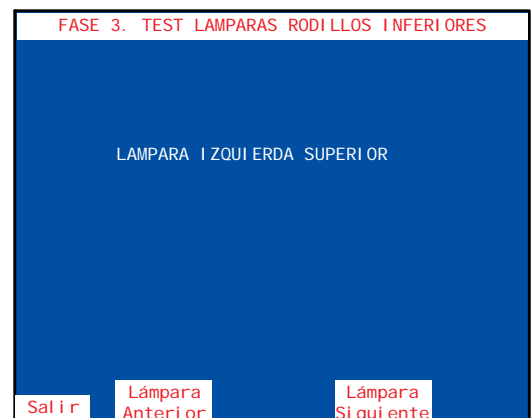 FASE 3. TEST LAMPARAS RODILLOS INFERIORES
LAMPARA IZQUIERDA SUPERIOR
Salir
Lámpara
Anterior
Lámpara
Siguiente